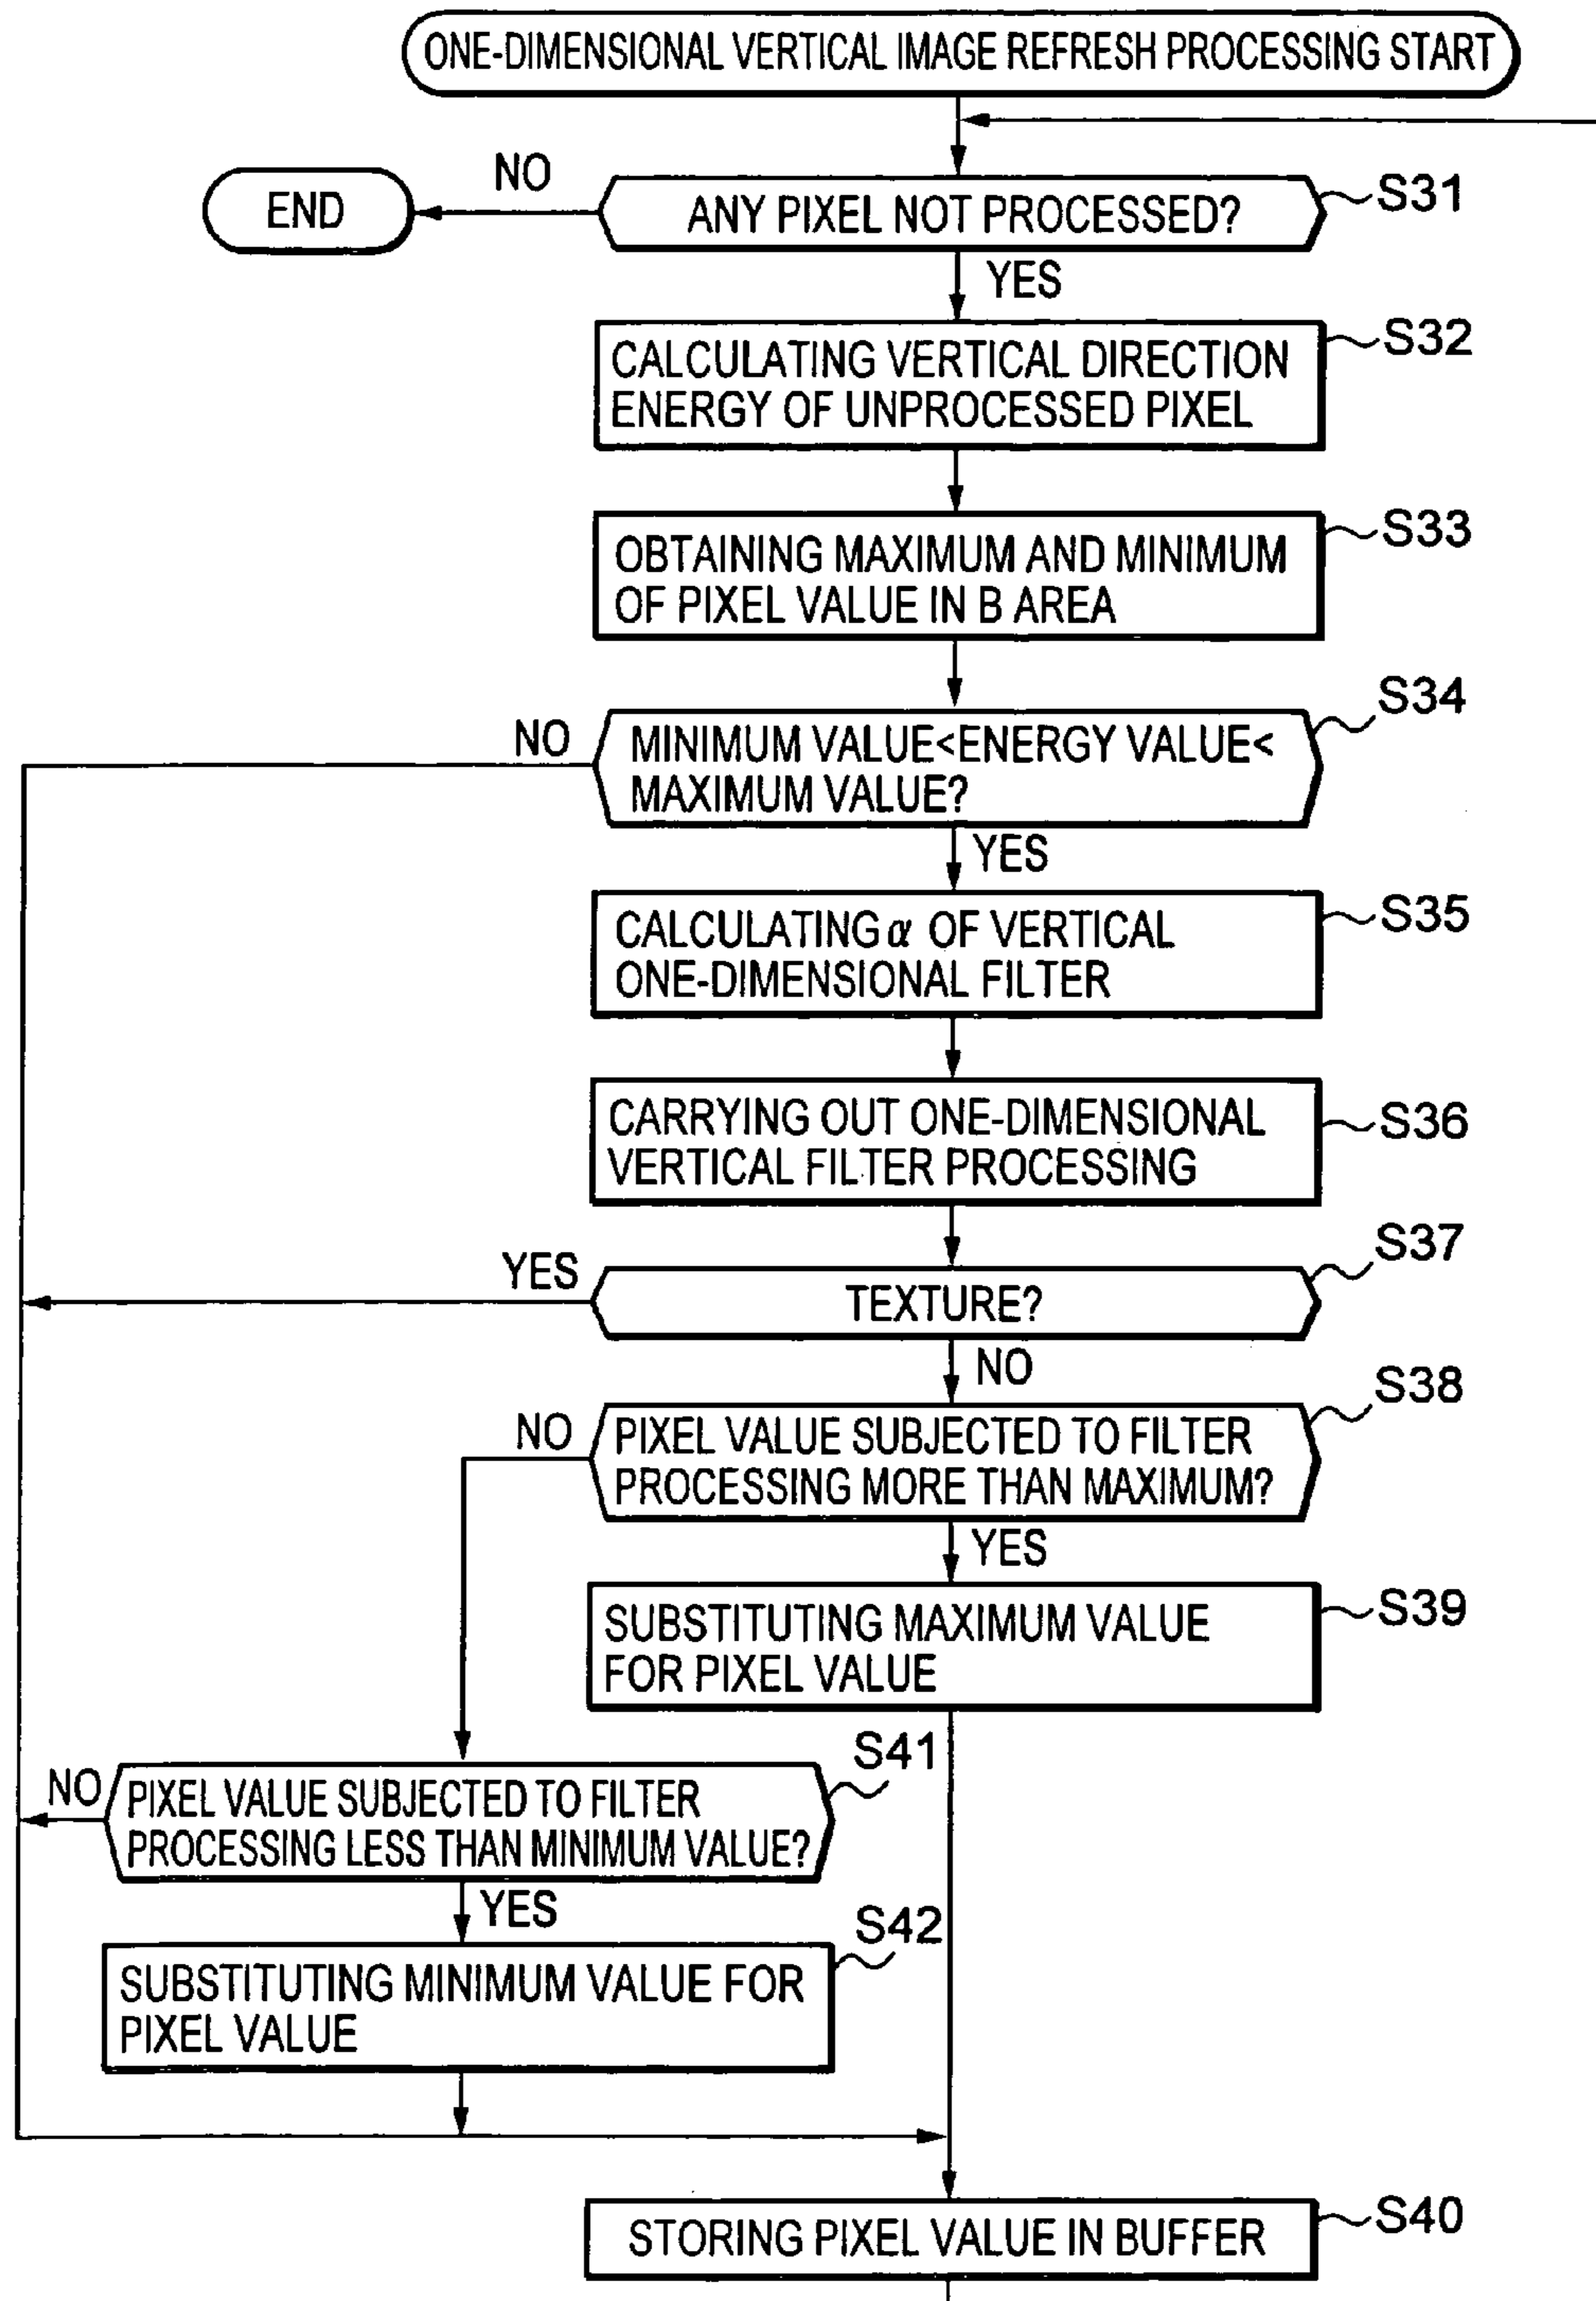 ONE-DIMENSIONAL VERTICAL IMAGE REFRESH PROCESSING START
NO
END
ANY PIXEL NOT PROCESSED?
S31
YES
CALCULATING VERTICAL DIRECTION
ENERGY OF UNPROCESSED PIXEL
S32
OBTAINING MAXIMUM AND MINIMUM
OF PIXEL VALUE IN B AREA
S33
NO
MINIMUM VALUE<ENERGY VALUE<
MAXIMUM VALUE?
S34
YES
CALCULATING α OF VERTICAL
ONE-DIMENSIONAL FILTER
S35
CARRYING OUT ONE-DIMENSIONAL
VERTICAL FILTER PROCESSING
S36
YES
TEXTURE?
S37
NO
NO
PIXEL VALUE SUBJECTED TO FILTER
PROCESSING MORE THAN MAXIMUM?
S38
YES
SUBSTITUTING MAXIMUM VALUE
FOR PIXEL VALUE
S39
NO
PIXEL VALUE SUBJECTED TO FILTER
PROCESSING LESS THAN MINIMUM VALUE?
S41
YES
SUBSTITUTING MINIMUM VALUE FOR
PIXEL VALUE
S42
STORING PIXEL VALUE IN BUFFER
S40